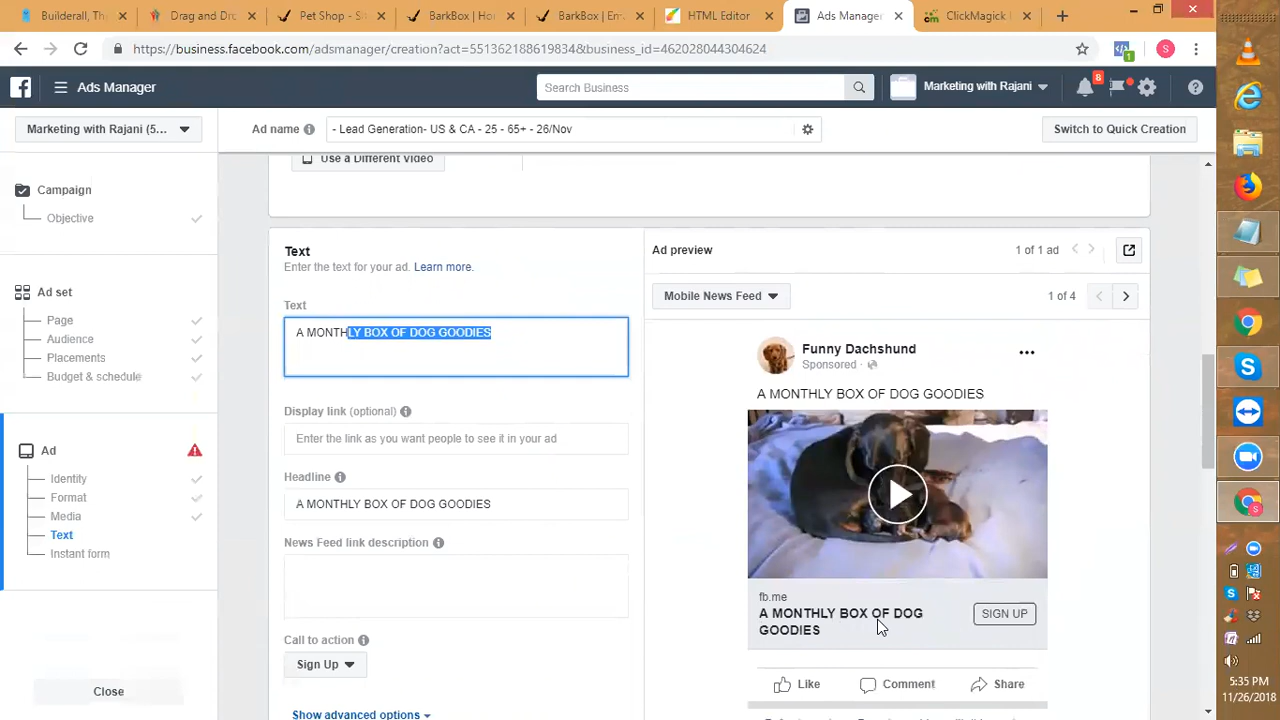 Builderall, Th
Drag and Dro
Pet Shop - Si
BarkBox | Ho
BarkBox | Em
HTML Editor
Ads Manager
ClickMagick |
https://business.facebook.com/adsmanager/creation?act=551362188619834&business_id=462028044304624
1
S
Ads Manager
Search Business
Marketing with Rajani
8
Marketing with Rajani (5...
Ad name
- Lead Generation- US & CA - 25 - 65+ - 26/Nov
Switch to Quick Creation
Use a Different Video
Campaign
Objective
Ad set
Page
Audience
Placements
Budget & schedule
Ad
Identity
Format
Media
Text
Instant form
Close
Text
Enter the text for your ad. Learn more.
Text
A MONTHLY BOX OF DOG GOODIES
Display link (optional)
Enter the link as you want people to see it in your ad
Headline
A MONTHLY BOX OF DOG GOODIES
News Feed link description
Call to action
Sign Up
Show advanced options
Ad preview
1 of 1 ad
Mobile News Feed
1 of 4
Funny Dachshund
Sponsored ·
A MONTHLY BOX OF DOG GOODIES
fb.me
A MONTHLY BOX OF DOG
GOODIES
SIGN UP
Like
Comment
Share
5:35 PM
11/26/2018